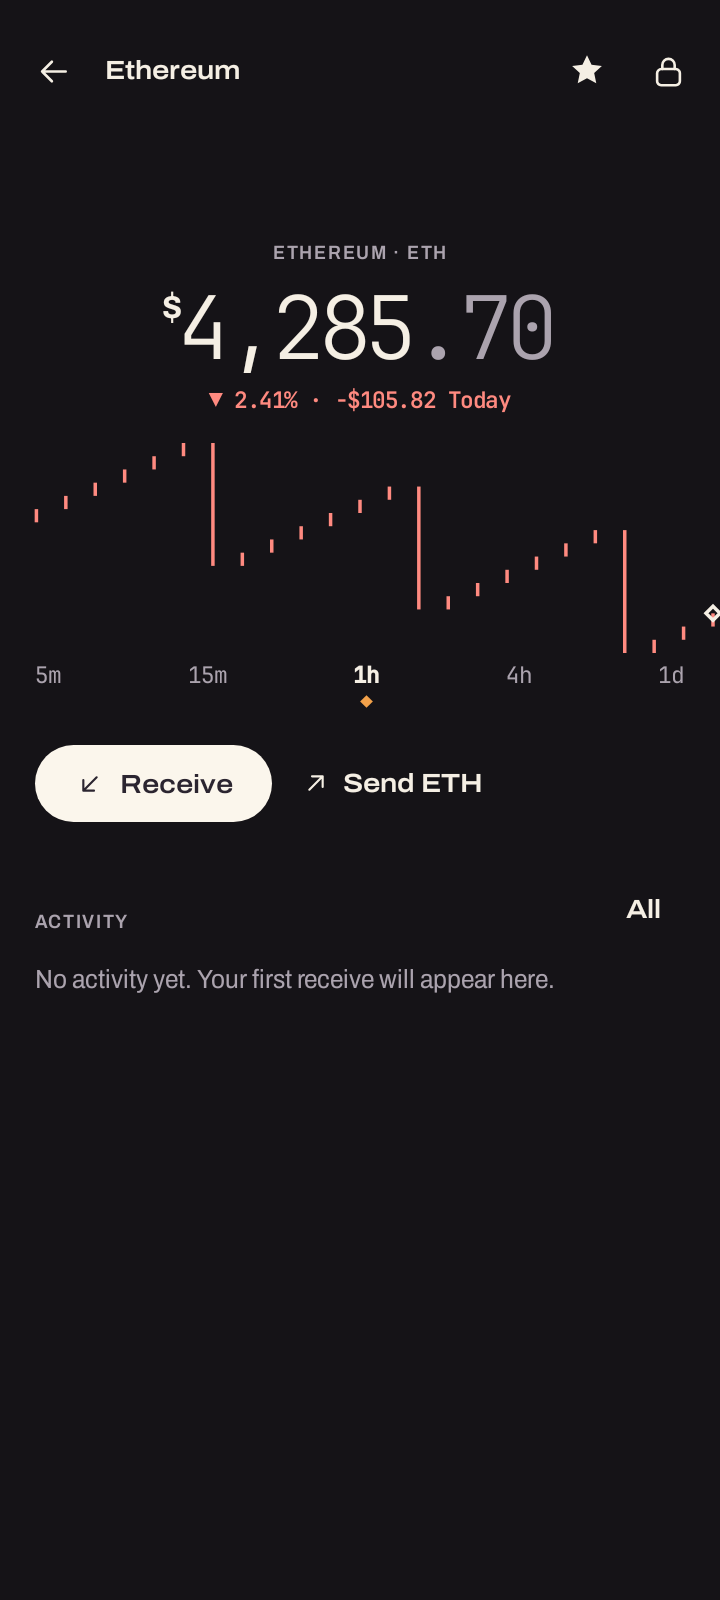 Ethereum
ETHEREUM · ETH
$4,285.70
▼ 2.41% · -$105.82 Today
5m 15m 1h 4h 1d
Receive Send ETH
All
ACTIVITY
No activity yet. Your first receive will appear here.